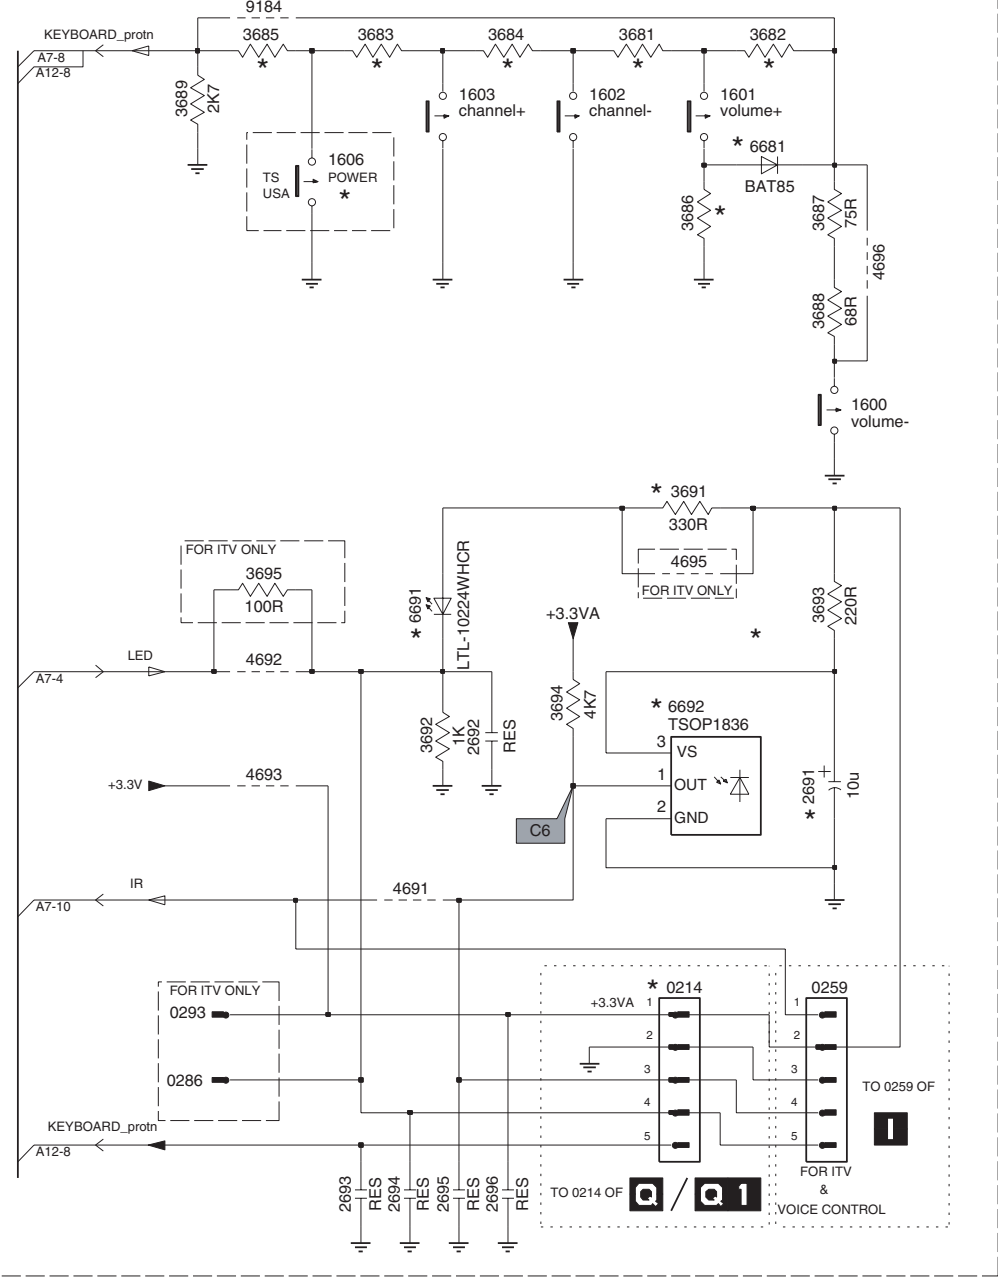 9184
KEYBOARD_protn
3685
3683
3684
3681
3682
*
*
*
*
*
A7-8
A12-8
3689
2K7
1603
channel+
1602
channel-
1601
volume+
* 6681
BAT85
TS
USA
1606
POWER
*
3686
*
3687
75R
4696
3688
68R
1600
volume-
* 3691
330R
4695
FOR ITV ONLY
FOR ITV ONLY
3695
100R
* 6691
LTL-10224WHCR
+3.3VA
3693
220R
*
LED
4692
A7-4
3692
1K
2692
RES
3694
4K7
* 6692
TSOP1836
3
VS
1
OUT
2
GND
* 2691
+
10u
+3.3V
4693
C6
IR
4691
A7-10
FOR ITV ONLY
0293
0286
+3.3VA
* 0214
0259
1
2
3
4
5
1
2
3
4
5
TO 0259 OF
I
KEYBOARD_protn
A12-8
2693
RES
2694
RES
2695
RES
2696
RES
TO 0214 OF Q / Q 1
FOR ITV
&
VOICE CONTROL